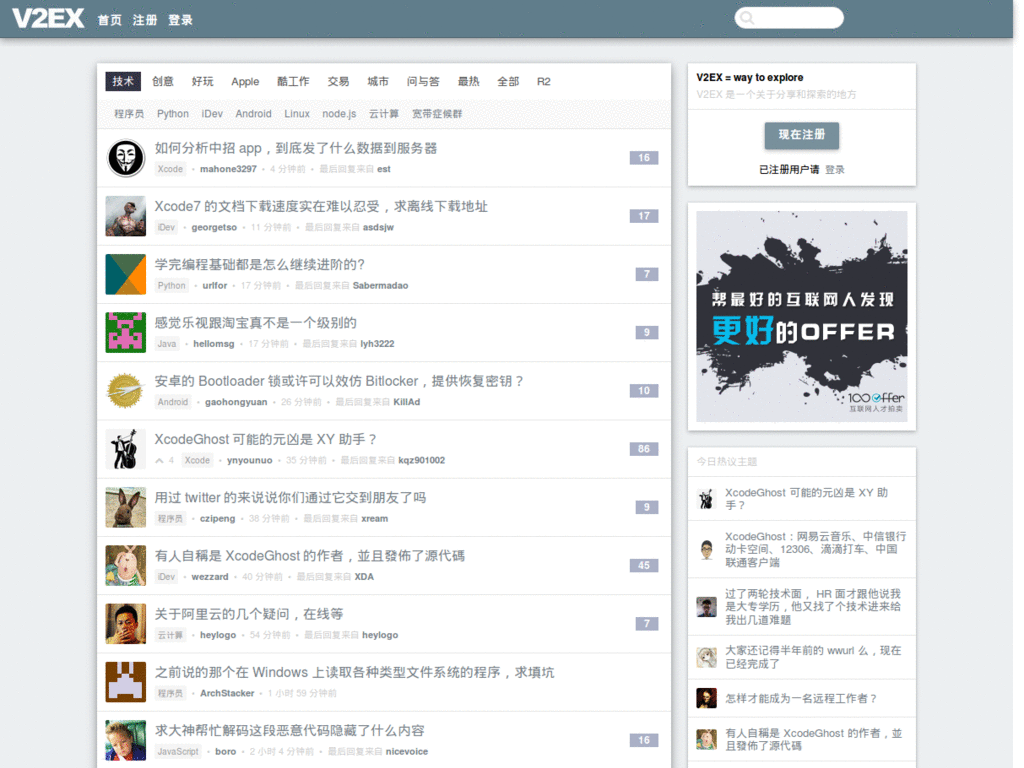 V2EX 首页 注册 登录
技术 创意 好玩 Apple 酷工作 交易 城市 问与答 最热 全部 R2
程序员 Python iDev Android Linux node.js 云计算 宽带症候群
如何分析中招 app，到底发了什么数据到服务器
Xcode • mahone3297 • 4 分钟前 • 最后回复来自 est
16
Xcode7 的文档下载速度实在难以忍受，求离线下载地址
iDev • georgetso • 11 分钟前 • 最后回复来自 asdsjw
17
学完编程基础都是怎么继续进阶的?
Python • urlfor • 17 分钟前 • 最后回复来自 Sabermadao
7
感觉乐视跟淘宝真不是一个级别的
Java • hellomsg • 17 分钟前 • 最后回复来自 lyh3222
9
安卓的 Bootloader 锁或许可以效仿 Bitlocker，提供恢复密钥？
Android • gaohongyuan • 26 分钟前 • 最后回复来自 KillAd
10
XcodeGhost 可能的元凶是 XY 助手？
4 Xcode • ynyounuo • 35 分钟前 • 最后回复来自 kqz901002
86
用过 twitter 的来说说你们通过它交到朋友了吗
程序员 • czipeng • 38 分钟前 • 最后回复来自 xream
9
有人自稱是 XcodeGhost 的作者，並且發佈了源代碼
iDev • wezzard • 40 分钟前 • 最后回复来自 XDA
45
关于阿里云的几个疑问，在线等
云计算 • heylogo • 54 分钟前 • 最后回复来自 heylogo
7
之前说的那个在 Windows 上读取各种类型文件系统的程序，求填坑
程序员 • ArchStacker • 1 小时 59 分钟前
求大神帮忙解码这段恶意代码隐藏了什么内容
JavaScript • boro • 2 小时 4 分钟前 • 最后回复来自 nicevoice
16
V2EX = way to explore
V2EX 是一个关于分享和探索的地方
现在注册
已注册用户请 登录
帮最好的互联网人发现
更好的OFFER
100 offer
互联网人才拍卖
今日热议主题
XcodeGhost 可能的元凶是 XY 助
手？
XcodeGhost：网易云音乐、中信银行
动卡空间、12306、滴滴打车、中国
联通客户端
过了两轮技术面， HR 面才跟他说我
是大专学历，他又找了个技术进来给
我出几道难题
大家还记得半年前的 wwurl 么，现在
已经完成了
怎样才能成为一名远程工作者？
有人自稱是 XcodeGhost 的作者，並
且發佈了源代碼